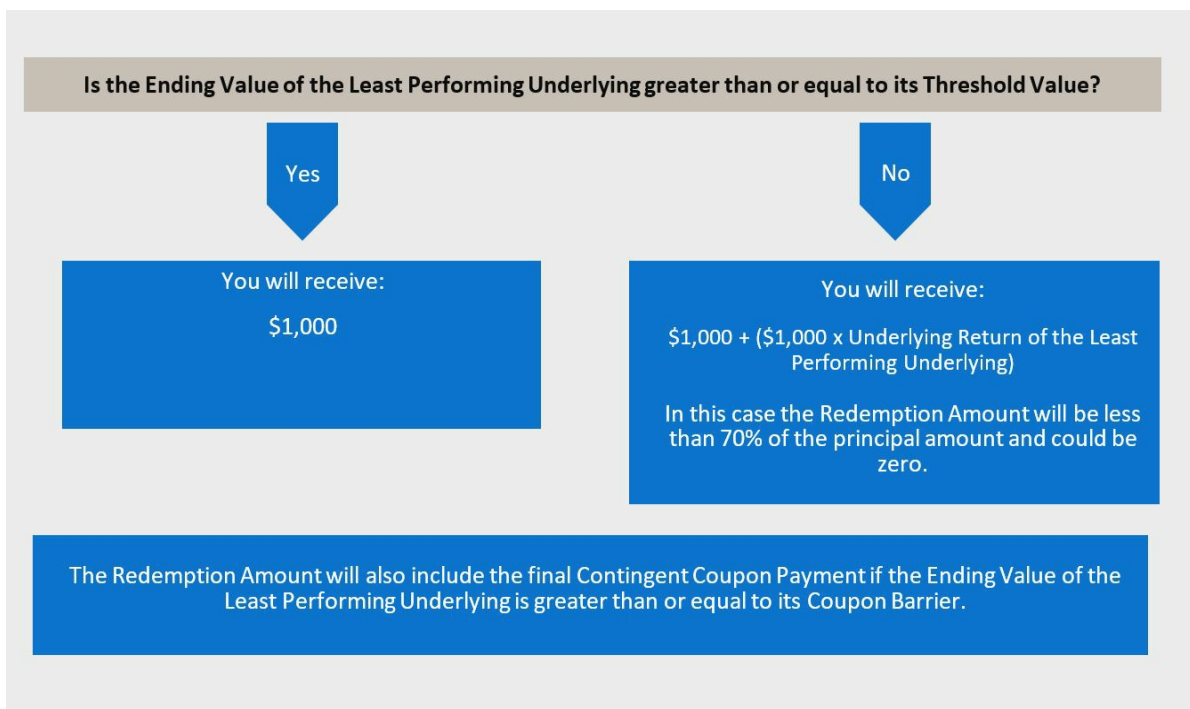 Is the Ending Value of the Least Performing Underlying greater than or equal to its Threshold Value?
Yes
No
You will receive:
$1,000
You will receive:
$1,000 + ($1,000 x Underlying Return of the Least
Performing Underlying)
In this case the Redemption Amount will be less
than 70% of the principal amount and could be
zero.
The Redemption Amount will also include the final Contingent Coupon Payment if the Ending Value of the
Least Performing Underlying is greater than or equal to its Coupon Barrier.